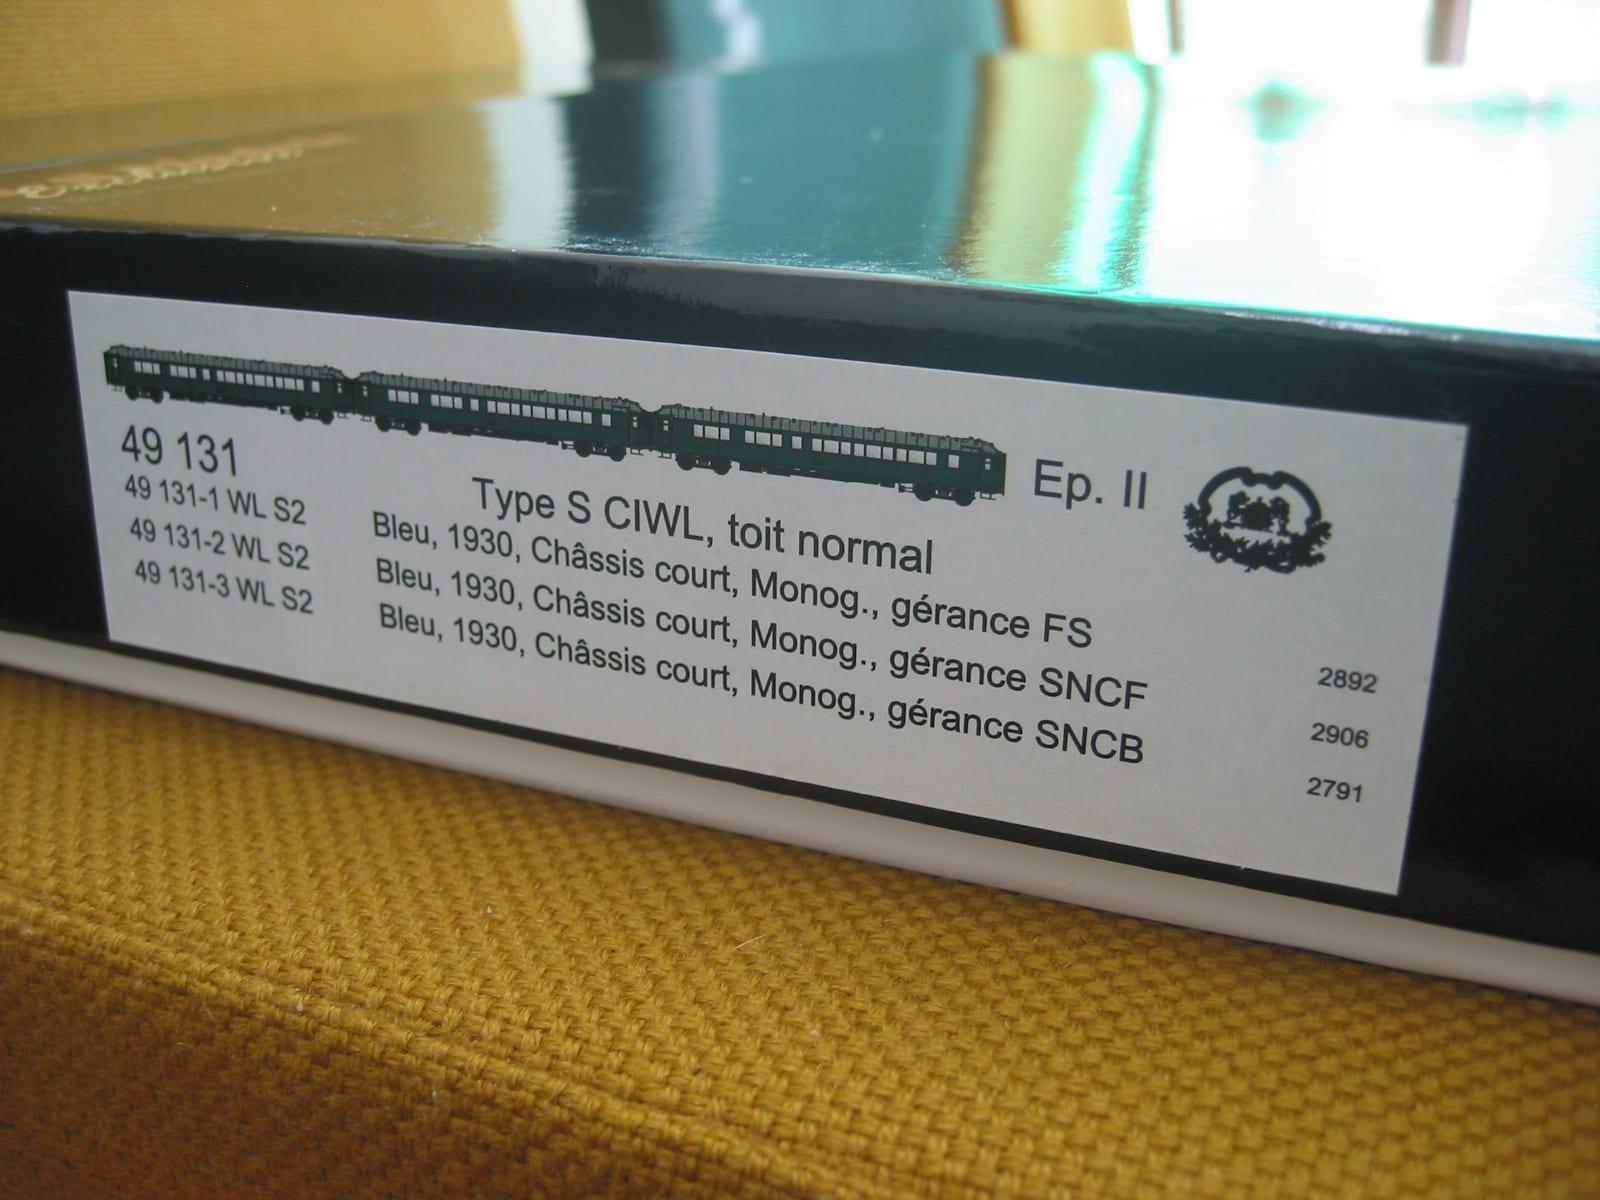 49 131
Ep. II
Type S CIWL, toit normal
49 131-1 WL S2 Bleu, 1930, Châssis court, Monog., gérance FS 2892
49 131-2 WL S2 Bleu, 1930, Châssis court, Monog., gérance SNCF 2906
49 131-3 WL S2 Bleu, 1930, Châssis court, Monog., gérance SNCB 2791